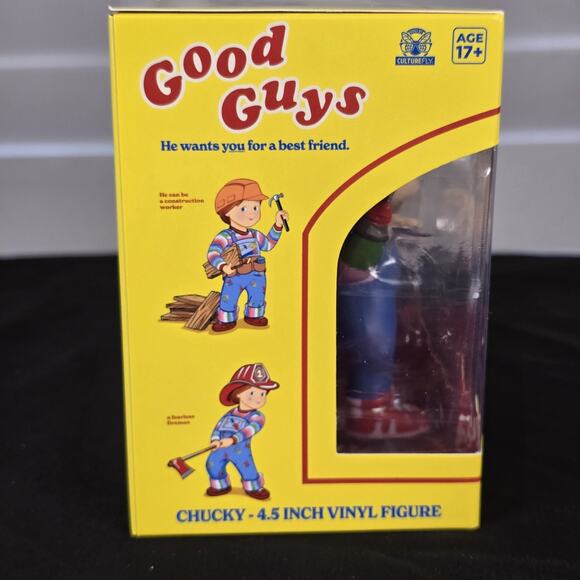 Good
Guys
CULTUREFLY
AGE
17+
He wants you for a best friend.
He can be
a construction
worker
1
a fearless
fireman
CHUCKY - 4.5 INCH VINYL FIGURE